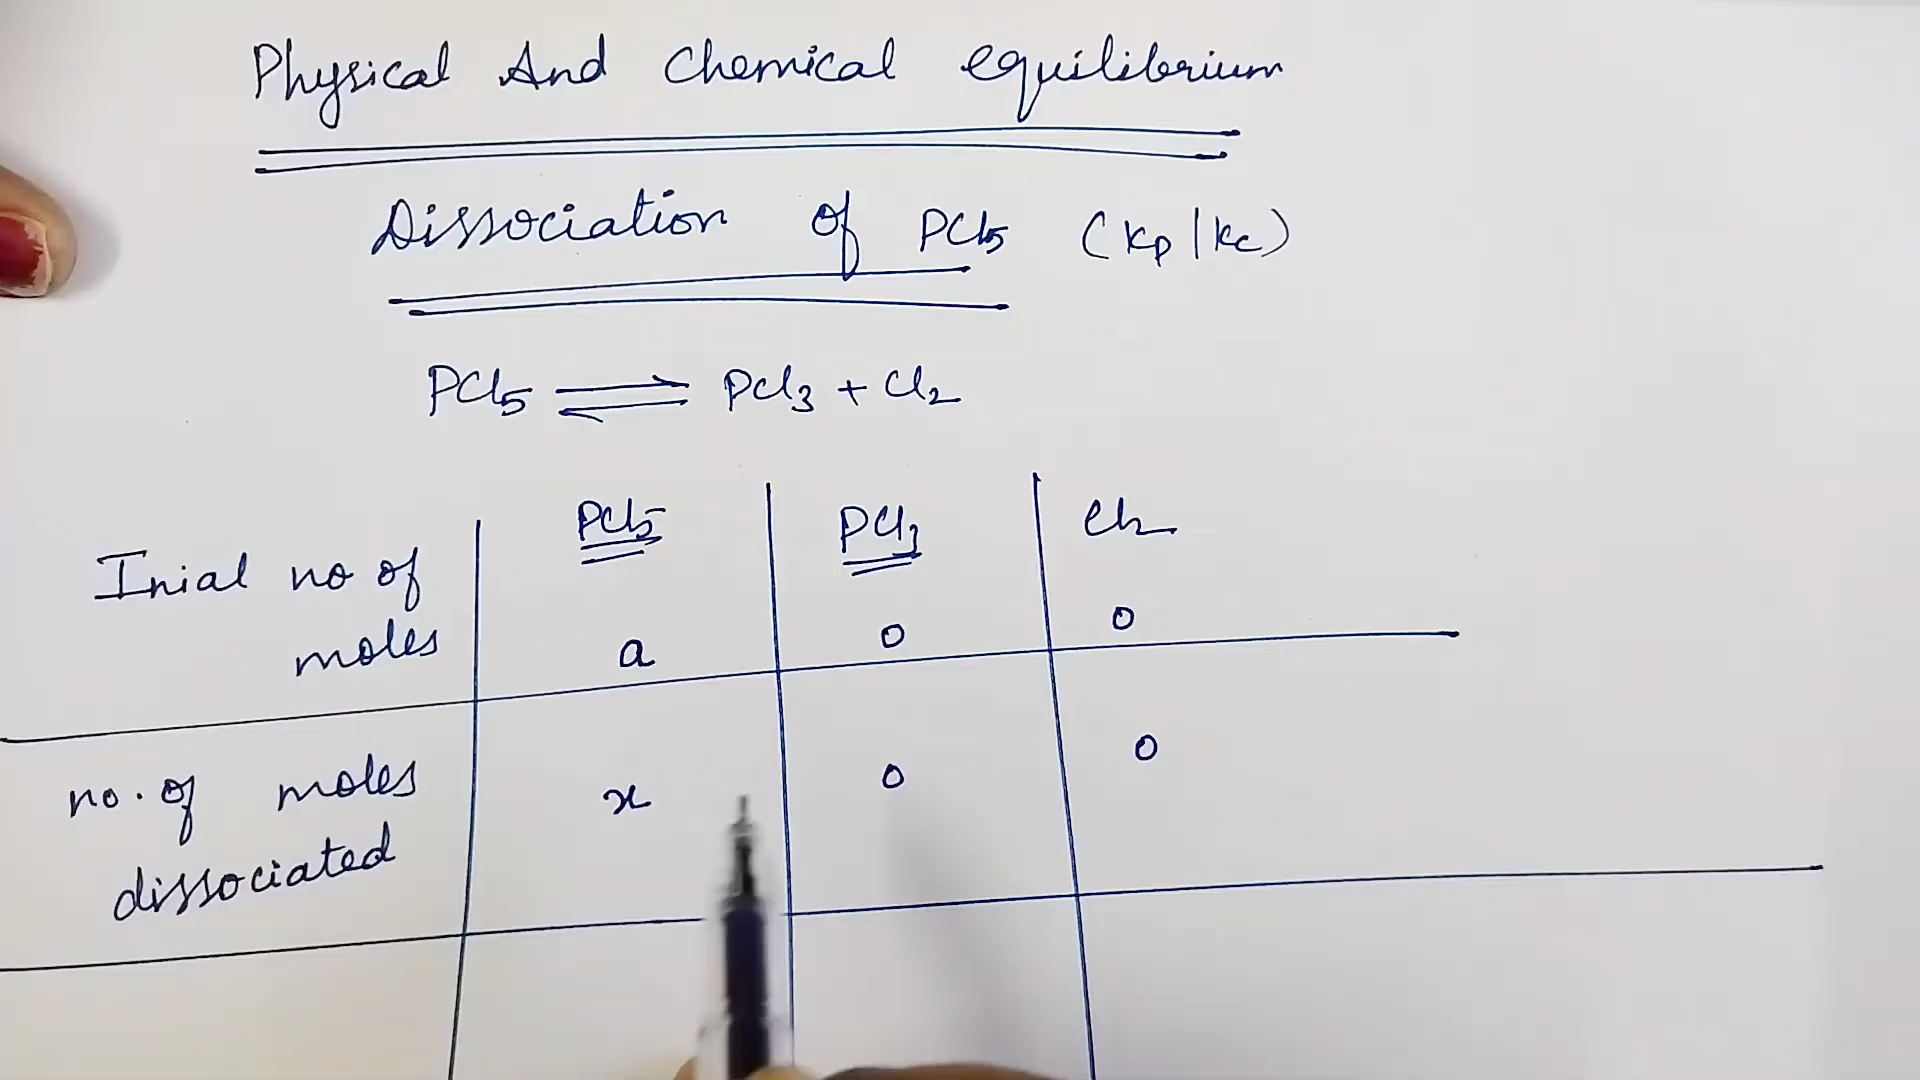 Physical And Chemical equilibrium
Dissociation of PCl5 (Kp/Kc)
PCl5 ⇌ PCl3 + Cl2
PCl5 PCl3 Cl2
Inial no of
moles a 0 0
no. of moles x 0 0
dissociated